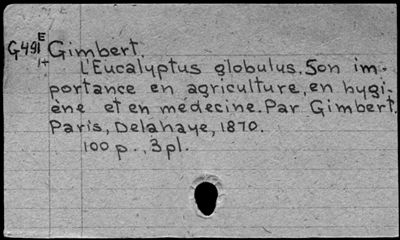 G491 E Gimbert.
1+ L'Eucalyptus globulus. Son im-
portance en agriculture, en hygi-
ène et en médecine. Par Gimbert.
Paris, Delahaye, 1870.
100 p., 3 pl.